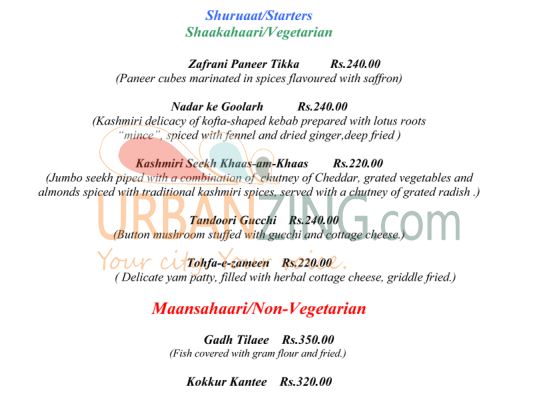 Shuruaat/Starters
Shaakahaari/Vegetarian
Zafrani Paneer Tikka Rs.240.00
(Paneer cubes marinated in spices flavoured with saffron)
Nadar ke Goolarh Rs.240.00
(Kashmiri delicacy of kofta-shaped kebab prepared with lotus roots
“mince”, spiced with fennel and dried ginger,deep fried )
Kashmiri Seekh Khaas-am-Khaas Rs.220.00
(Jumbo seekh piped with a combination of chutney of Cheddar, grated vegetables and
almonds spiced with traditional kashmiri spices, served with a chutney of grated radish .)
URBANZING.com
Tandoori Gucchi Rs.240.00
(Button mushroom stuffed with gucchi and cottage cheese.)
Your city. Your voice.
Tohfa-e-zameen Rs.220.00
( Delicate yam patty, filled with herbal cottage cheese, griddle fried.)
Maansahaari/Non-Vegetarian
Gadh Tilaee Rs.350.00
(Fish covered with gram flour and fried.)
Kokkur Kantee Rs.320.00